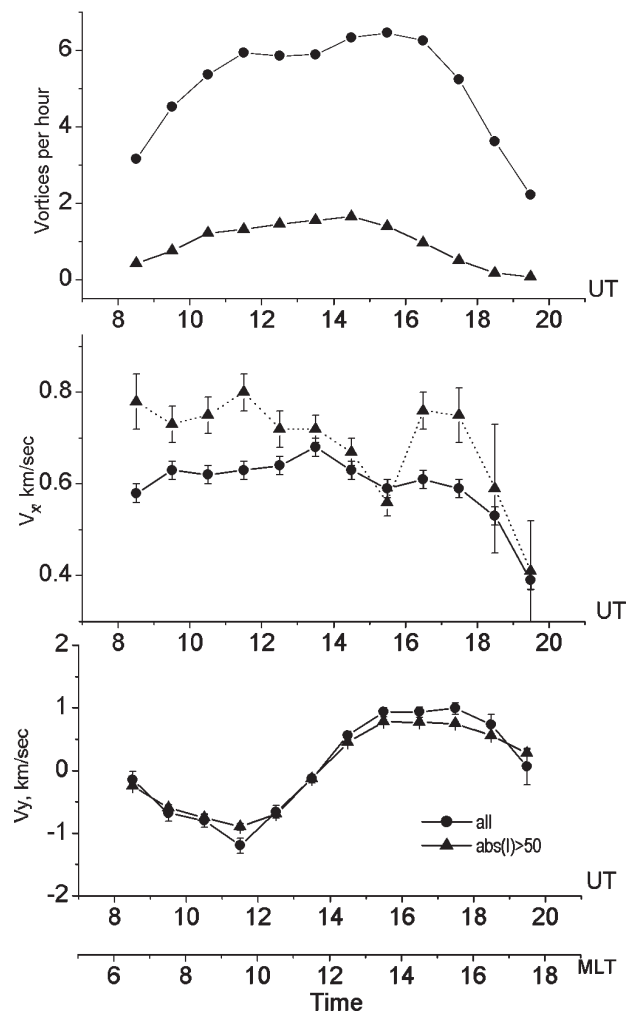 6
4
2
0
Vortices per hour
8 10 12 14 16 18 20
UT
0.8
0.6
0.4
Vx, km/sec
8 10 12 14 16 18 20
UT
2
1
0
-1
-2
Vy, km/sec
all
abs(I)>50
8 10 12 14 16 18 20
UT
6 8 10 12 14 16 18
MLT
Time